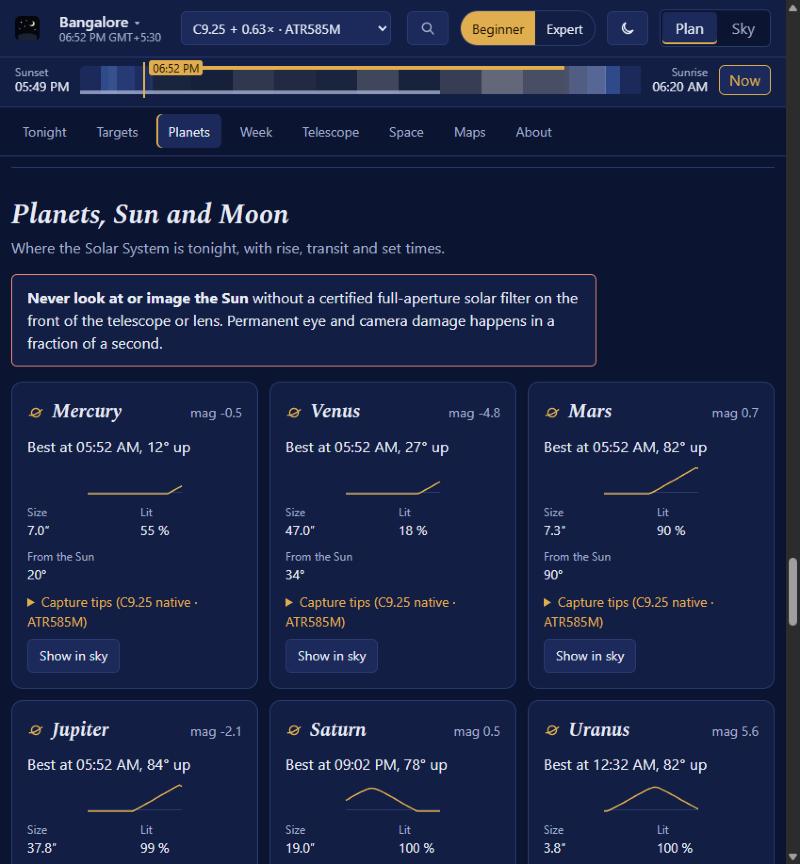 Bangalore
06:52 PM GMT+5:30
C9.25 + 0.63× · ATR585M
Beginner
Expert
Plan
Sky
Sunset
05:49 PM
06:52 PM
Sunrise
06:20 AM
Now
Tonight
Targets
Planets
Week
Telescope
Space
Maps
About
Planets, Sun and Moon
Where the Solar System is tonight, with rise, transit and set times.
Never look at or image the Sun without a certified full-aperture solar filter on the
front of the telescope or lens. Permanent eye and camera damage happens in a
fraction of a second.
Mercury
mag -0.5
Best at 05:52 AM, 12° up
Size
Lit
7.0″
55 %
From the Sun
20°
Capture tips (C9.25 native ·
ATR585M)
Show in sky
Venus
mag -4.8
Best at 05:52 AM, 27° up
Size
Lit
47.0″
18 %
From the Sun
34°
Capture tips (C9.25 native ·
ATR585M)
Show in sky
Mars
mag 0.7
Best at 05:52 AM, 82° up
Size
Lit
7.3″
90 %
From the Sun
90°
Capture tips (C9.25 native ·
ATR585M)
Show in sky
Jupiter
mag -2.1
Best at 05:52 AM, 84° up
Size
Lit
37.8″
99 %
Saturn
mag 0.5
Best at 09:02 PM, 78° up
Size
Lit
19.0″
100 %
Uranus
mag 5.6
Best at 12:32 AM, 82° up
Size
Lit
3.8″
100 %